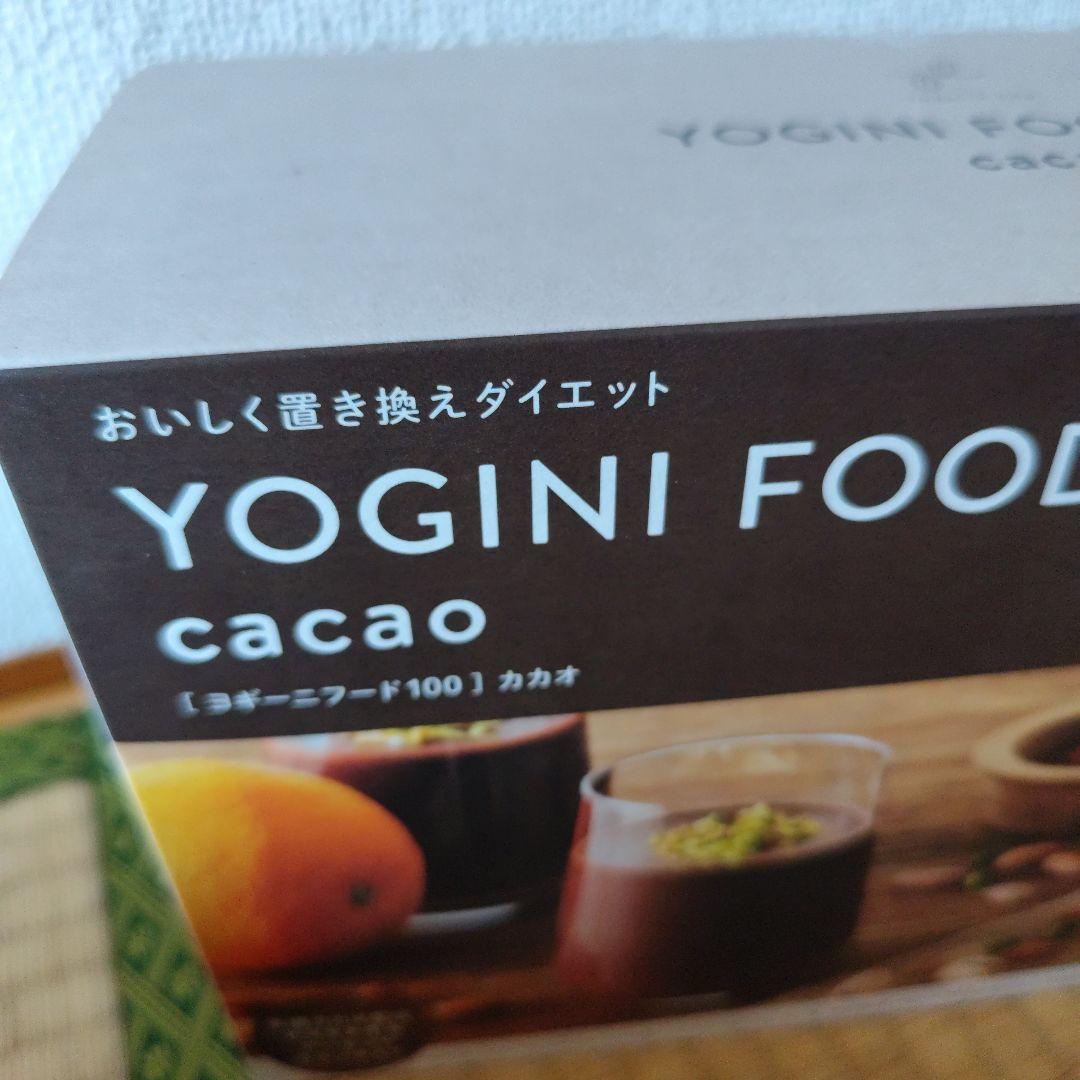 YOGINI FO
cac
おいしく置き換えダイエット
YOGINI FOOD
cacao
[ヨギーニフード100] カカオ